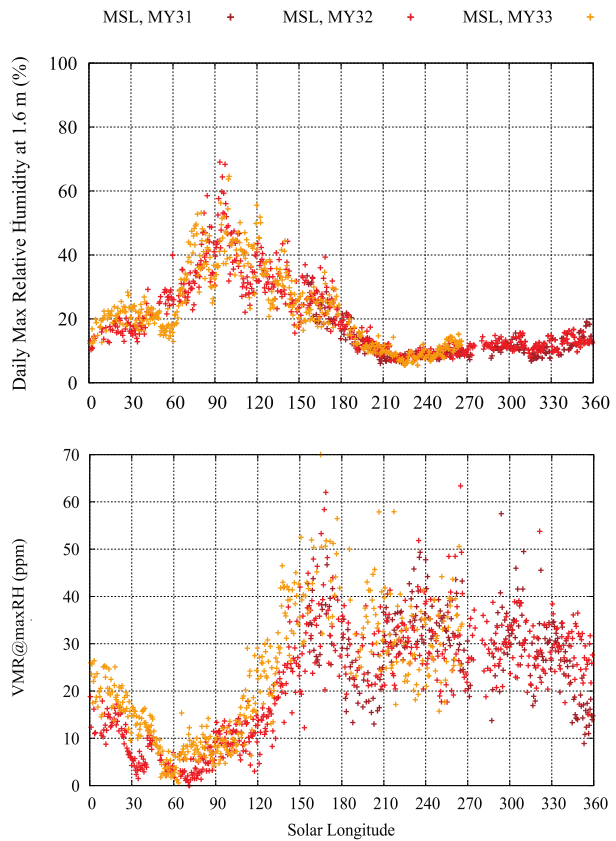 MSL, MY31 MSL, MY32 MSL, MY33
Daily Max Relative Humidity at 1.6 m (%)
100
80
60
40
20
0
0 30 60 90 120 150 180 210 240 270 300 330 360
VMR@maxRH (ppm)
70
60
50
40
30
20
10
0
0 30 60 90 120 150 180 210 240 270 300 330 360
Solar Longitude